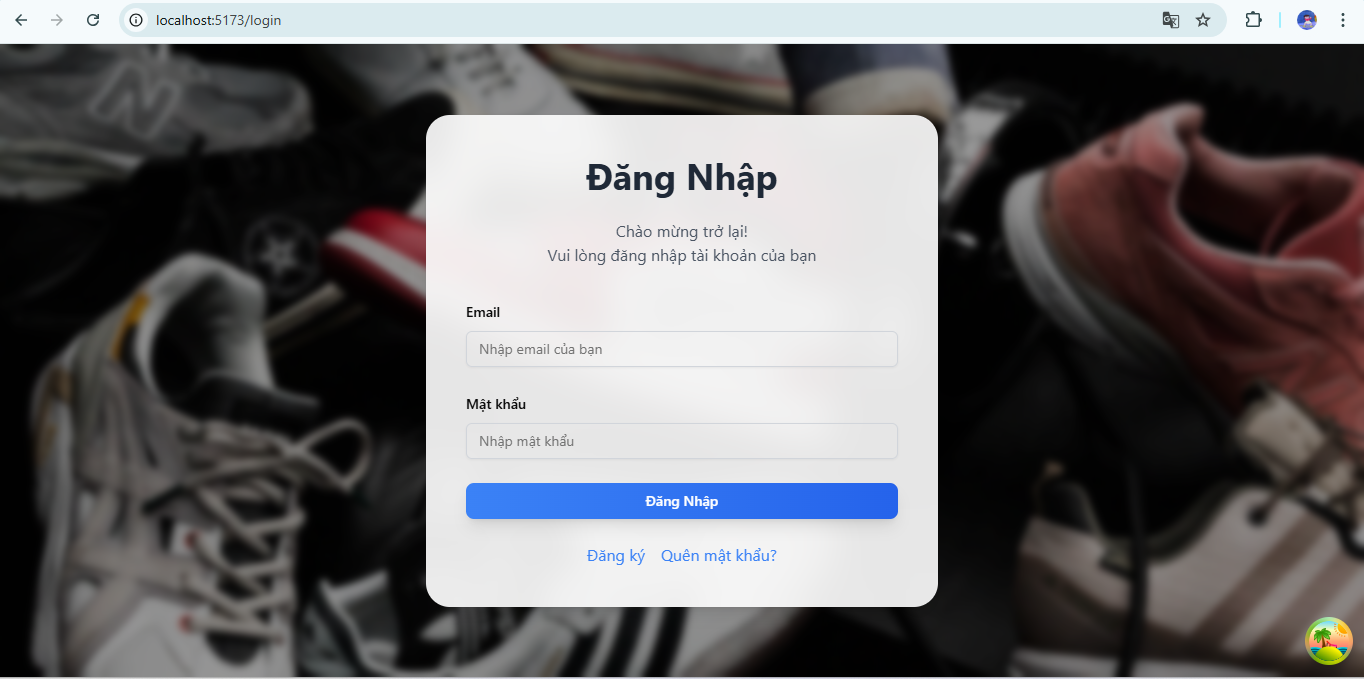 localhost:5173/login
N
Đăng Nhập
Chào mừng trở lại!
Vui lòng đăng nhập tài khoản của bạn
Email
Nhập email của bạn
Mật khẩu
Nhập mật khẩu
Đăng Nhập
Đăng ký Quên mật khẩu?